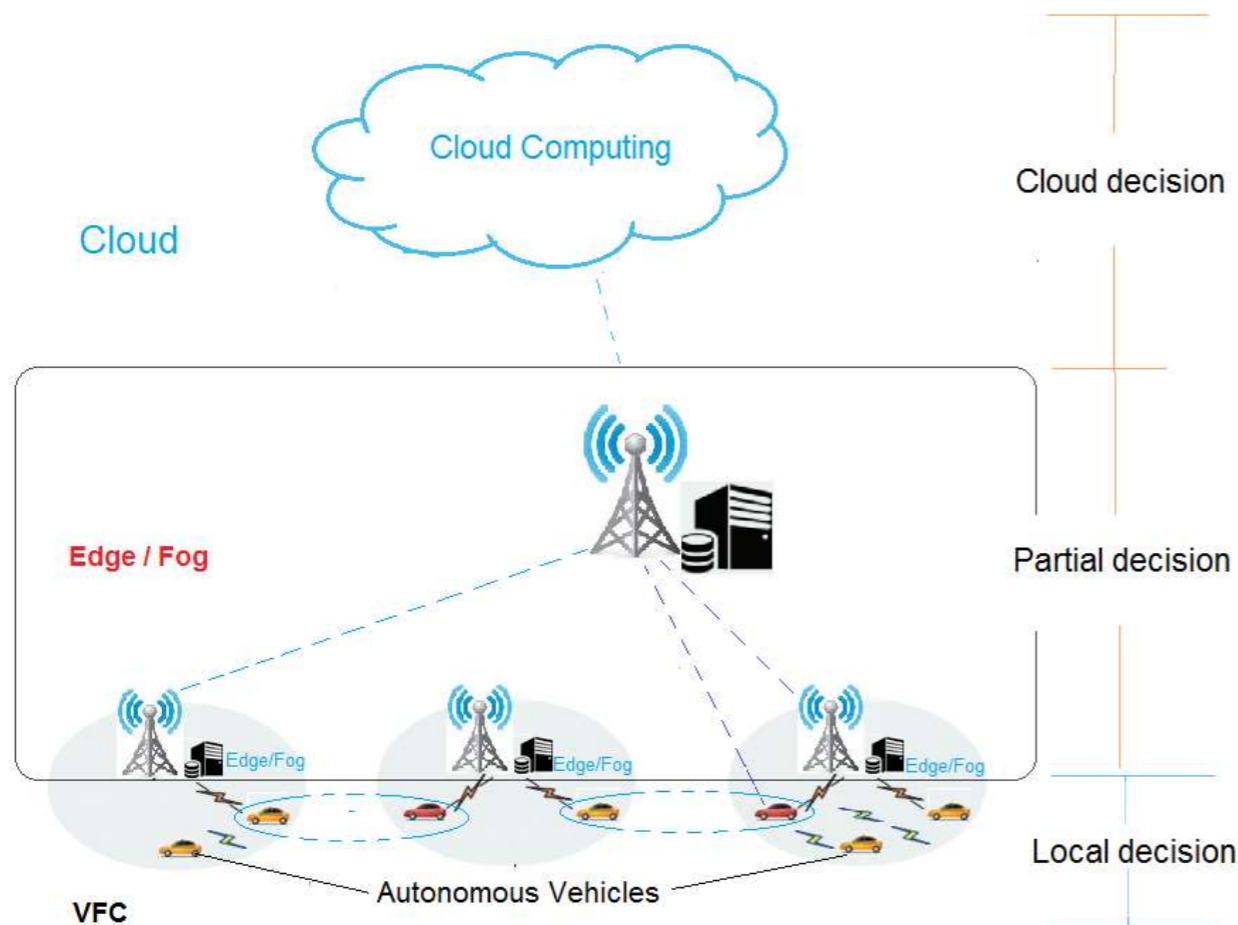 Cloud Computing
Cloud decision
Cloud
Edge / Fog
Partial decision
Edge/Fog
Edge/Fog
Edge/Fog
Local decision
Autonomous Vehicles
VFC